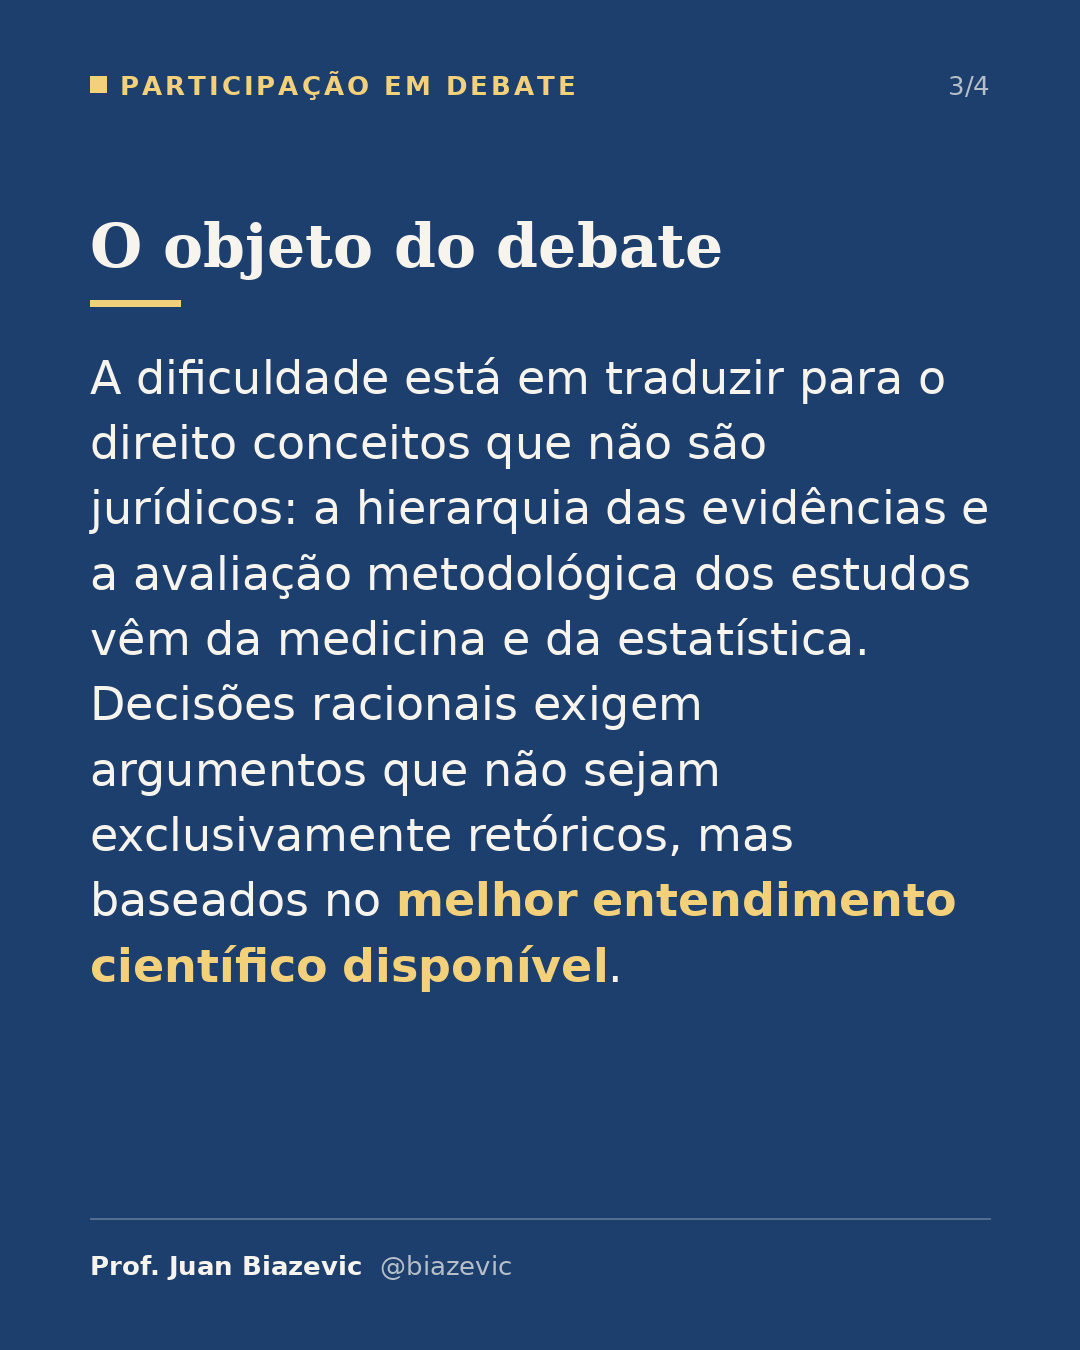 PARTICIPAÇÃO EM DEBATE
3/4
O objeto do debate
A dificuldade está em traduzir para o
direito conceitos que não são
jurídicos: a hierarquia das evidências e
a avaliação metodológica dos estudos
vêm da medicina e da estatística.
Decisões racionais exigem
argumentos que não sejam
exclusivamente retóricos, mas
baseados no melhor entendimento
científico disponível.
Prof. Juan Biazevic @biazevic